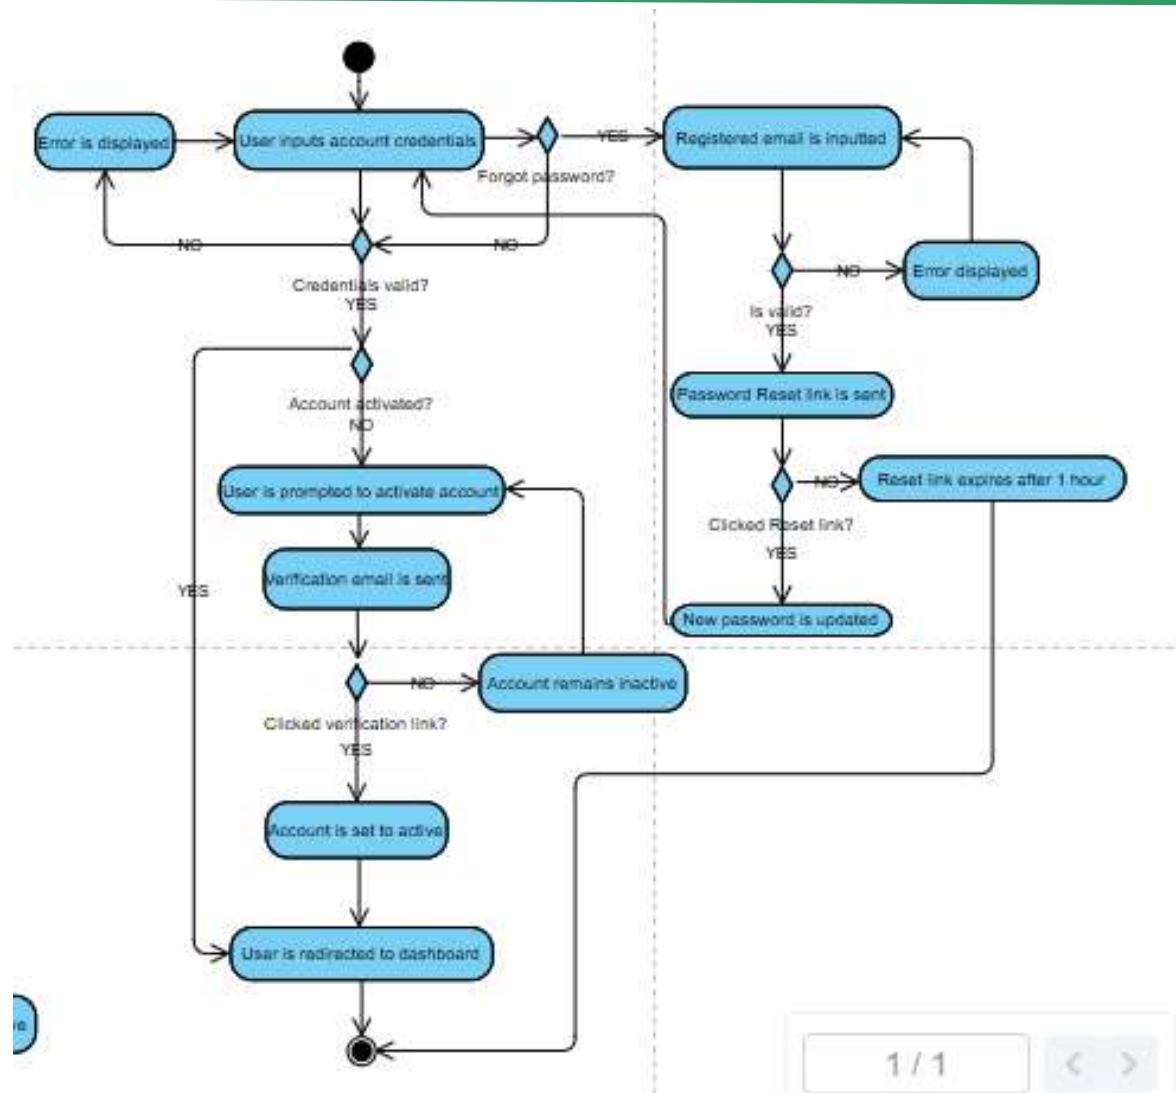 Error is displayed
User inputs account credentials
YES
Registered email is inputted
Forgot password?
NO
NO
NO
Error displayed
Credentials valid?
YES
Is valid?
YES
Password Reset link is sent
Account activated?
NO
NO
Reset link expires after 1 hour
User is prompted to activate account
Clicked Reset link?
YES
Verification email is sent
YES
New password is updated
NO
Account remains inactive
Clicked verification link?
YES
Account is set to active
User is redirected to dashboard
1 / 1